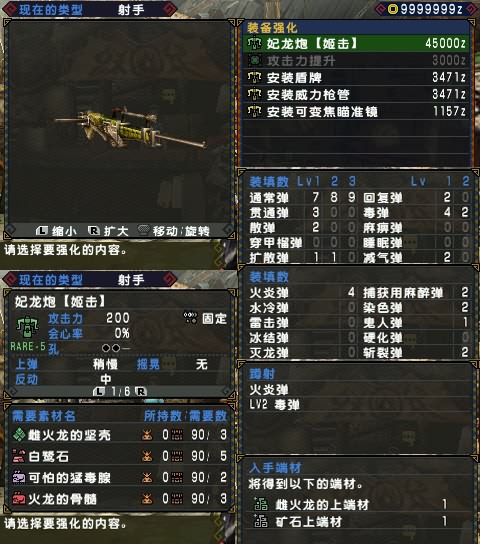 现在的类型 射手
9999999z
装备强化
妃龙炮【姬击】 45000z
攻击力提升 3000z
安装盾牌 3471z
安装威力枪管 3471z
安装可变焦瞄准镜 1157z
L 缩小 R 扩大 移动/旋转
请选择要强化的内容。
装填数 Lv1 2 3 Lv 1 2
通常弹 7 8 9 回复弹 2 0
贯通弹 3 0 0 毒弹 4 2
散弹 2 0 0 麻痹弹 0 0
穿甲榴弹 0 0 0 睡眠弹 0 0
扩散弹 1 1 0 减气弹 2 0
现在的类型 射手
妃龙炮【姬击】
攻击力 200 固定
会心率 0%
RARE-5 孔 ●●―
上弹 稍慢 摇晃 无
反动 中
L 1/6 R
装填数
火炎弹 4 捕获用麻醉弹 2
水冷弹 0 染色弹 2
雷击弹 0 鬼人弹 1
冰结弹 0 硬化弹 0
灭龙弹 0 斩裂弹 2
蹲射
火炎弹
LV2 毒弹
需要素材名 所持数 需要数
雌火龙的坚壳 0 90/ 3
白鹭石 0 90/ 5
可怕的猛毒腺 0 90/ 2
火龙的骨髓 0 90/ 3
请选择要强化的内容。
入手端材
将得到以下的端材。
雌火龙的上端材 1
矿石上端材 1